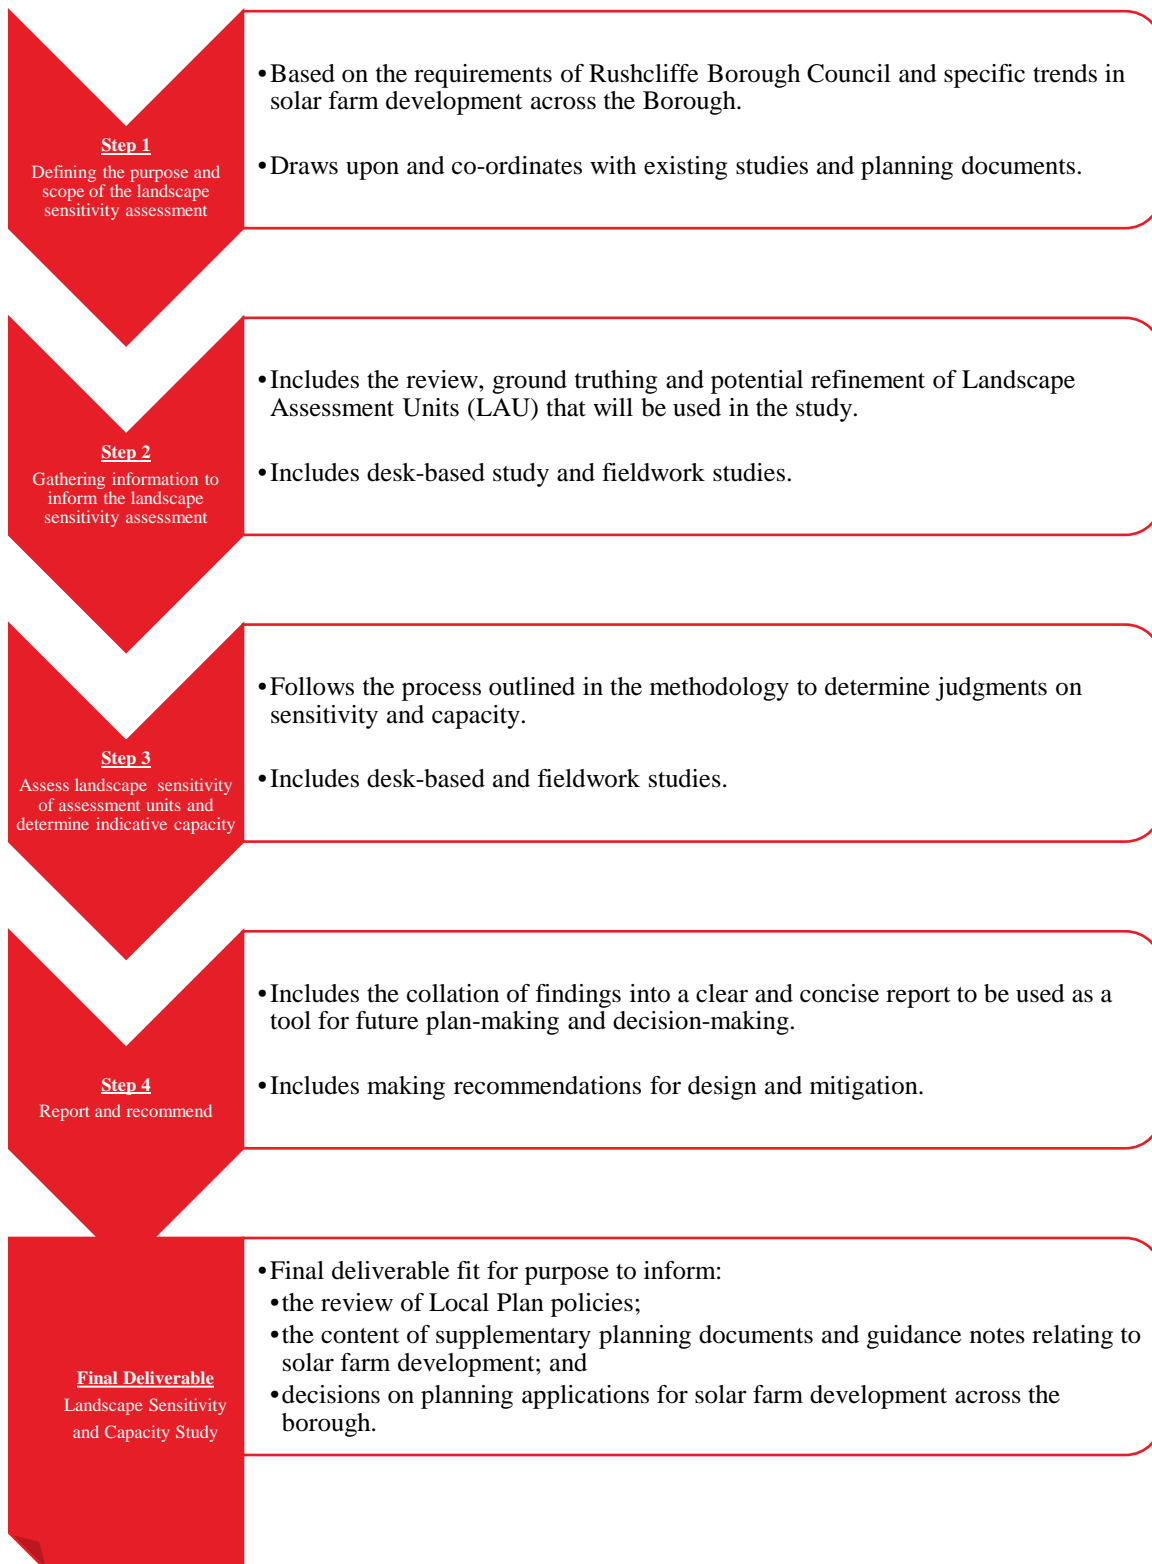 Step 1
Defining the purpose and
scope of the landscape
sensitivity assessment
•Based on the requirements of Rushcliffe Borough Council and specific trends in
solar farm development across the Borough.
•Draws upon and co-ordinates with existing studies and planning documents.
Step 2
Gathering information to
inform the landscape
sensitivity assessment
•Includes the review, ground truthing and potential refinement of Landscape
Assessment Units (LAU) that will be used in the study.
•Includes desk-based study and fieldwork studies.
Step 3
Assess landscape sensitivity
of assessment units and
determine indicative capacity
•Follows the process outlined in the methodology to determine judgments on
sensitivity and capacity.
•Includes desk-based and fieldwork studies.
Step 4
Report and recommend
•Includes the collation of findings into a clear and concise report to be used as a
tool for future plan-making and decision-making.
•Includes making recommendations for design and mitigation.
Final Deliverable
Landscape Sensitivity
and Capacity Study
•Final deliverable fit for purpose to inform:
•the review of Local Plan policies;
•the content of supplementary planning documents and guidance notes relating to
solar farm development; and
•decisions on planning applications for solar farm development across the
borough.